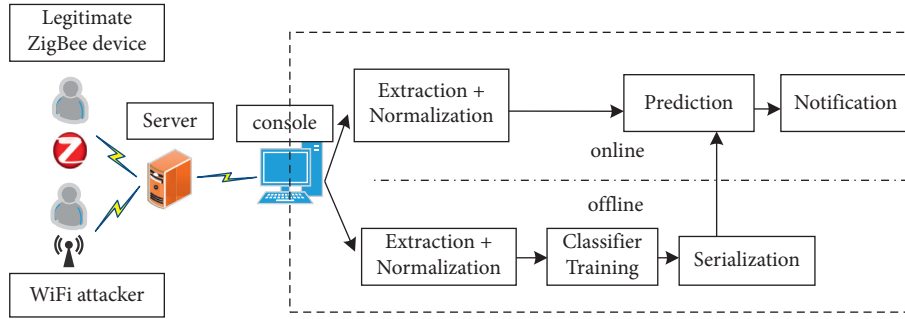 Legitimate
ZigBee device
Z
WiFi attacker
Server
console
Extraction +
Normalization
Prediction
Notification
online
offline
Extraction +
Normalization
Classifier
Training
Serialization